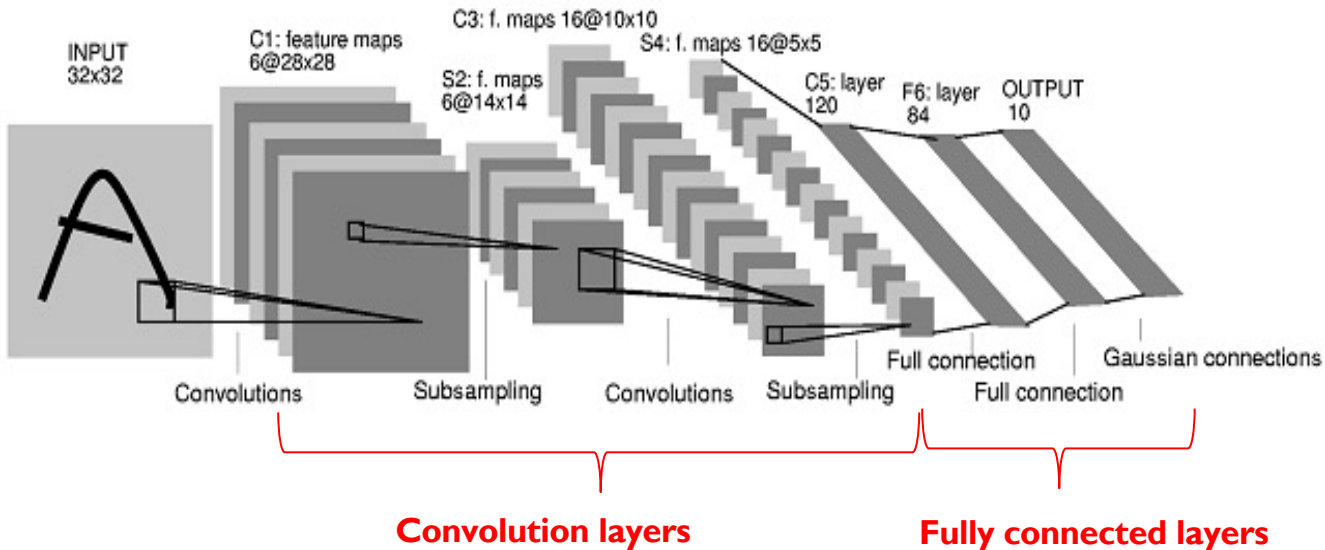 INPUT
32x32
C1: feature maps
6@28x28
S2: f. maps
6@14x14
C3: f. maps 16@10x10
S4: f. maps 16@5x5
C5: layer
120
F6: layer
84
OUTPUT
10
A
Convolutions
Subsampling
Convolutions
Subsampling
Full connection
Full connection
Gaussian connections
Convolution layers
Fully connected layers